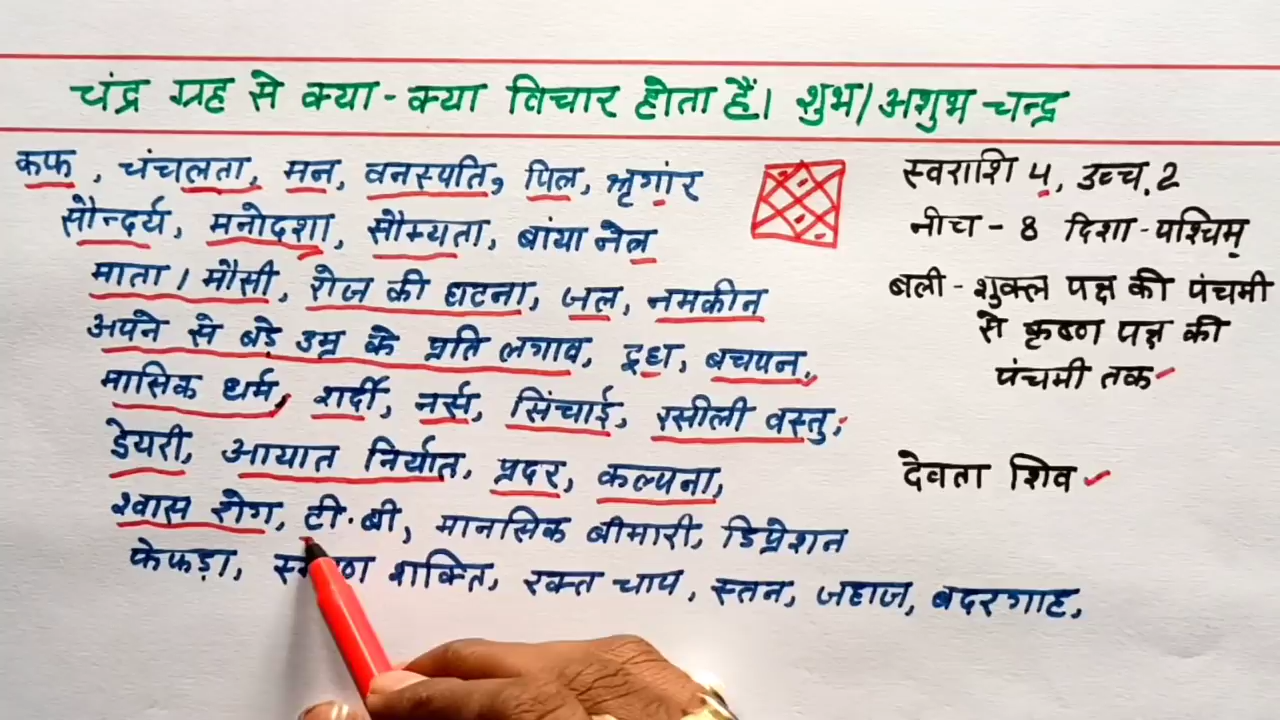 चंद्र ग्रह से क्या-क्या विचार होता हैं। शुभ/अशुभ चन्द्र
कफ, चंचलता, मन, वनस्पति, पित्त, श्रृगांर
सौन्दर्य, मनोदशा, सौम्यता, बांया नेत्र
माता। मौसी, रोज की घटना, जल, नमकीन
अपने से बड़े उम्र के प्रति लगाव, दूध, बचपन,
मासिक धर्म, शर्दी, नर्स, सिंचाई, रसीली वस्तु,
डेयरी, आयात निर्यात, प्रदर, कल्पना,
श्वास रोग, टी.बी, मानसिक बीमारी, डिप्रेशन
फेफड़ा, शक्ति, रक्त चाप, स्तन, जहाज, बदरगाह,
स्वराशि 4, उच्च, 2
नीच - 8 दिशा - पश्चिम
बली - शुक्ल पक्ष की पंचमी
से कृष्ण पक्ष की
पंचमी तक
देवता शिव